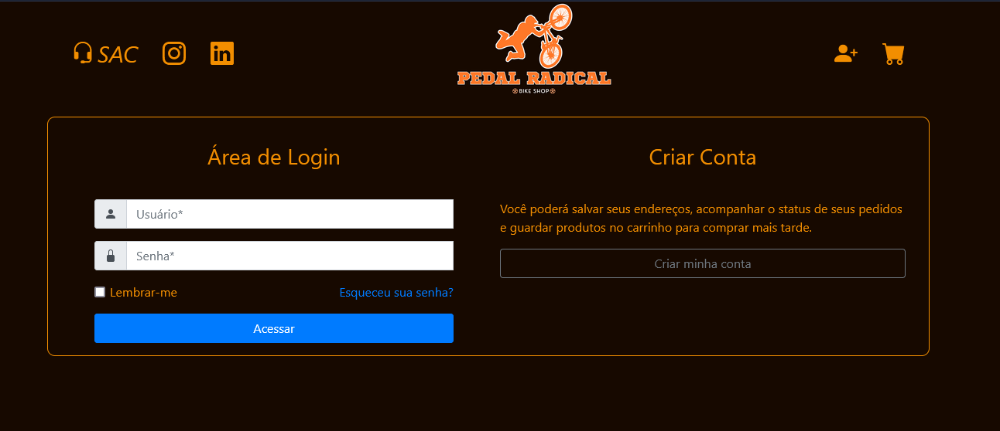 SAC
in
PEDAL RADICAL
BIKE SHOP
Área de Login
Usuário*
Senha*
Lembrar-me
Esqueceu sua senha?
Acessar
Criar Conta
Você poderá salvar seus endereços, acompanhar o status de seus pedidos
e guardar produtos no carrinho para comprar mais tarde.
Criar minha conta